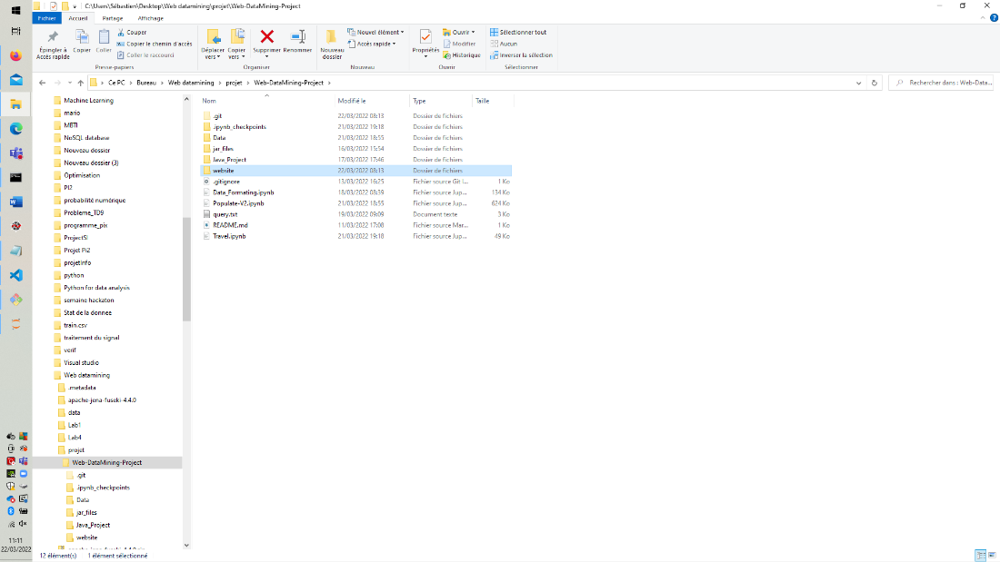 C:\Users\Sébastien\Desktop\Web datamining\projet\Web-DataMining-Project
Fichier Accueil Partage Affichage
Épingler à Accès rapide
Copier
Coller
Couper
Copier le chemin d'accès
Coller le raccourci
Presse-papiers
Déplacer vers
Copier vers
Supprimer
Renommer
Organiser
Nouveau dossier
Nouvel élément
Accès rapide
Nouveau
Propriétés
Ouvrir
Modifier
Historique
Ouvrir
Sélectionner tout
Aucun
Inverser la sélection
Sélectionner
Ce PC > Bureau > Web datamining > projet > Web-DataMining-Project >
Rechercher dans : Web-Data...
Machine Learning
mario
MBTI
NoSQL database
Nouveau dossier
Nouveau dossier (3)
Optimisation
PI2
probabilité numérique
Probleme_TD9
programme_pix
ProjectSI
Projet Pi2
projetinfo
python
Python for data analysis
semaine hackaton
Stat de la donnee
train.csv
traitement du signal
verif
Visual studio
Web datamining
.metadata
apache-jena-fuseki-4.4.0
data
Lab1
Lab4
projet
Web-DataMining-Project
.git
.ipynb_checkpoints
Data
jar_files
Java_Project
website
Nom Modifié le Type Taille
.git 22/03/2022 08:13 Dossier de fichiers
.ipynb_checkpoints 21/03/2022 19:18 Dossier de fichiers
Data 21/03/2022 18:55 Dossier de fichiers
jar_files 16/03/2022 15:54 Dossier de fichiers
Java_Project 17/03/2022 17:46 Dossier de fichiers
website 22/03/2022 08:13 Dossier de fichiers
.gitignore 13/03/2022 16:25 Fichier source Git I... 1 Ko
Data_Formating.ipynb 18/03/2022 08:39 Fichier source Jup... 134 Ko
Populate-V2.ipynb 21/03/2022 18:55 Fichier source Jup... 624 Ko
query.txt 19/03/2022 09:09 Document texte 3 Ko
README.md 11/03/2022 17:08 Fichier source Mar... 1 Ko
Travel.ipynb 21/03/2022 19:18 Fichier source Jup... 49 Ko
12 élément(s) 1 élément sélectionné
11:11
22/03/2022